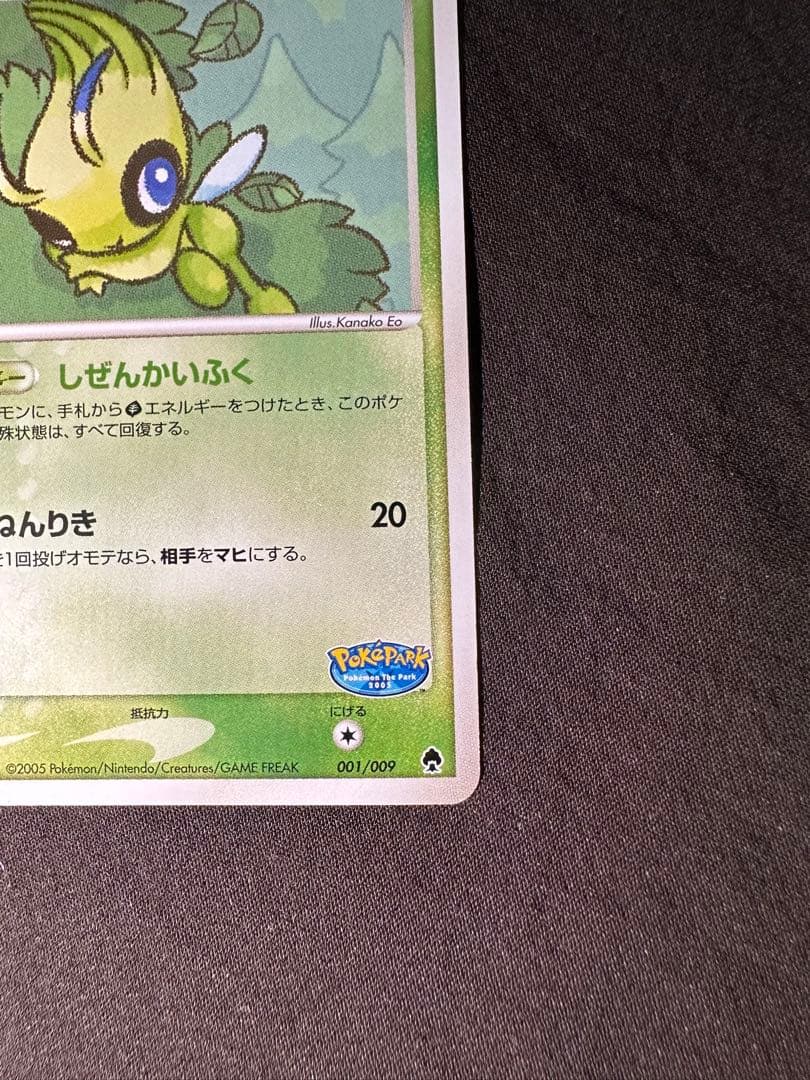 Illus.Kanako Eo
ー しぜんかいふく
モンに、手札からエネルギーをつけたとき、このポケ
殊状態は、すべて回復する。
ねんりき 20
1回投げオモテなら、相手をマヒにする。
POKéPARK
Pokémon The Park
2005
抵抗力 にげる
©2005 Pokémon/Nintendo/Creatures/GAME FREAK 001/009